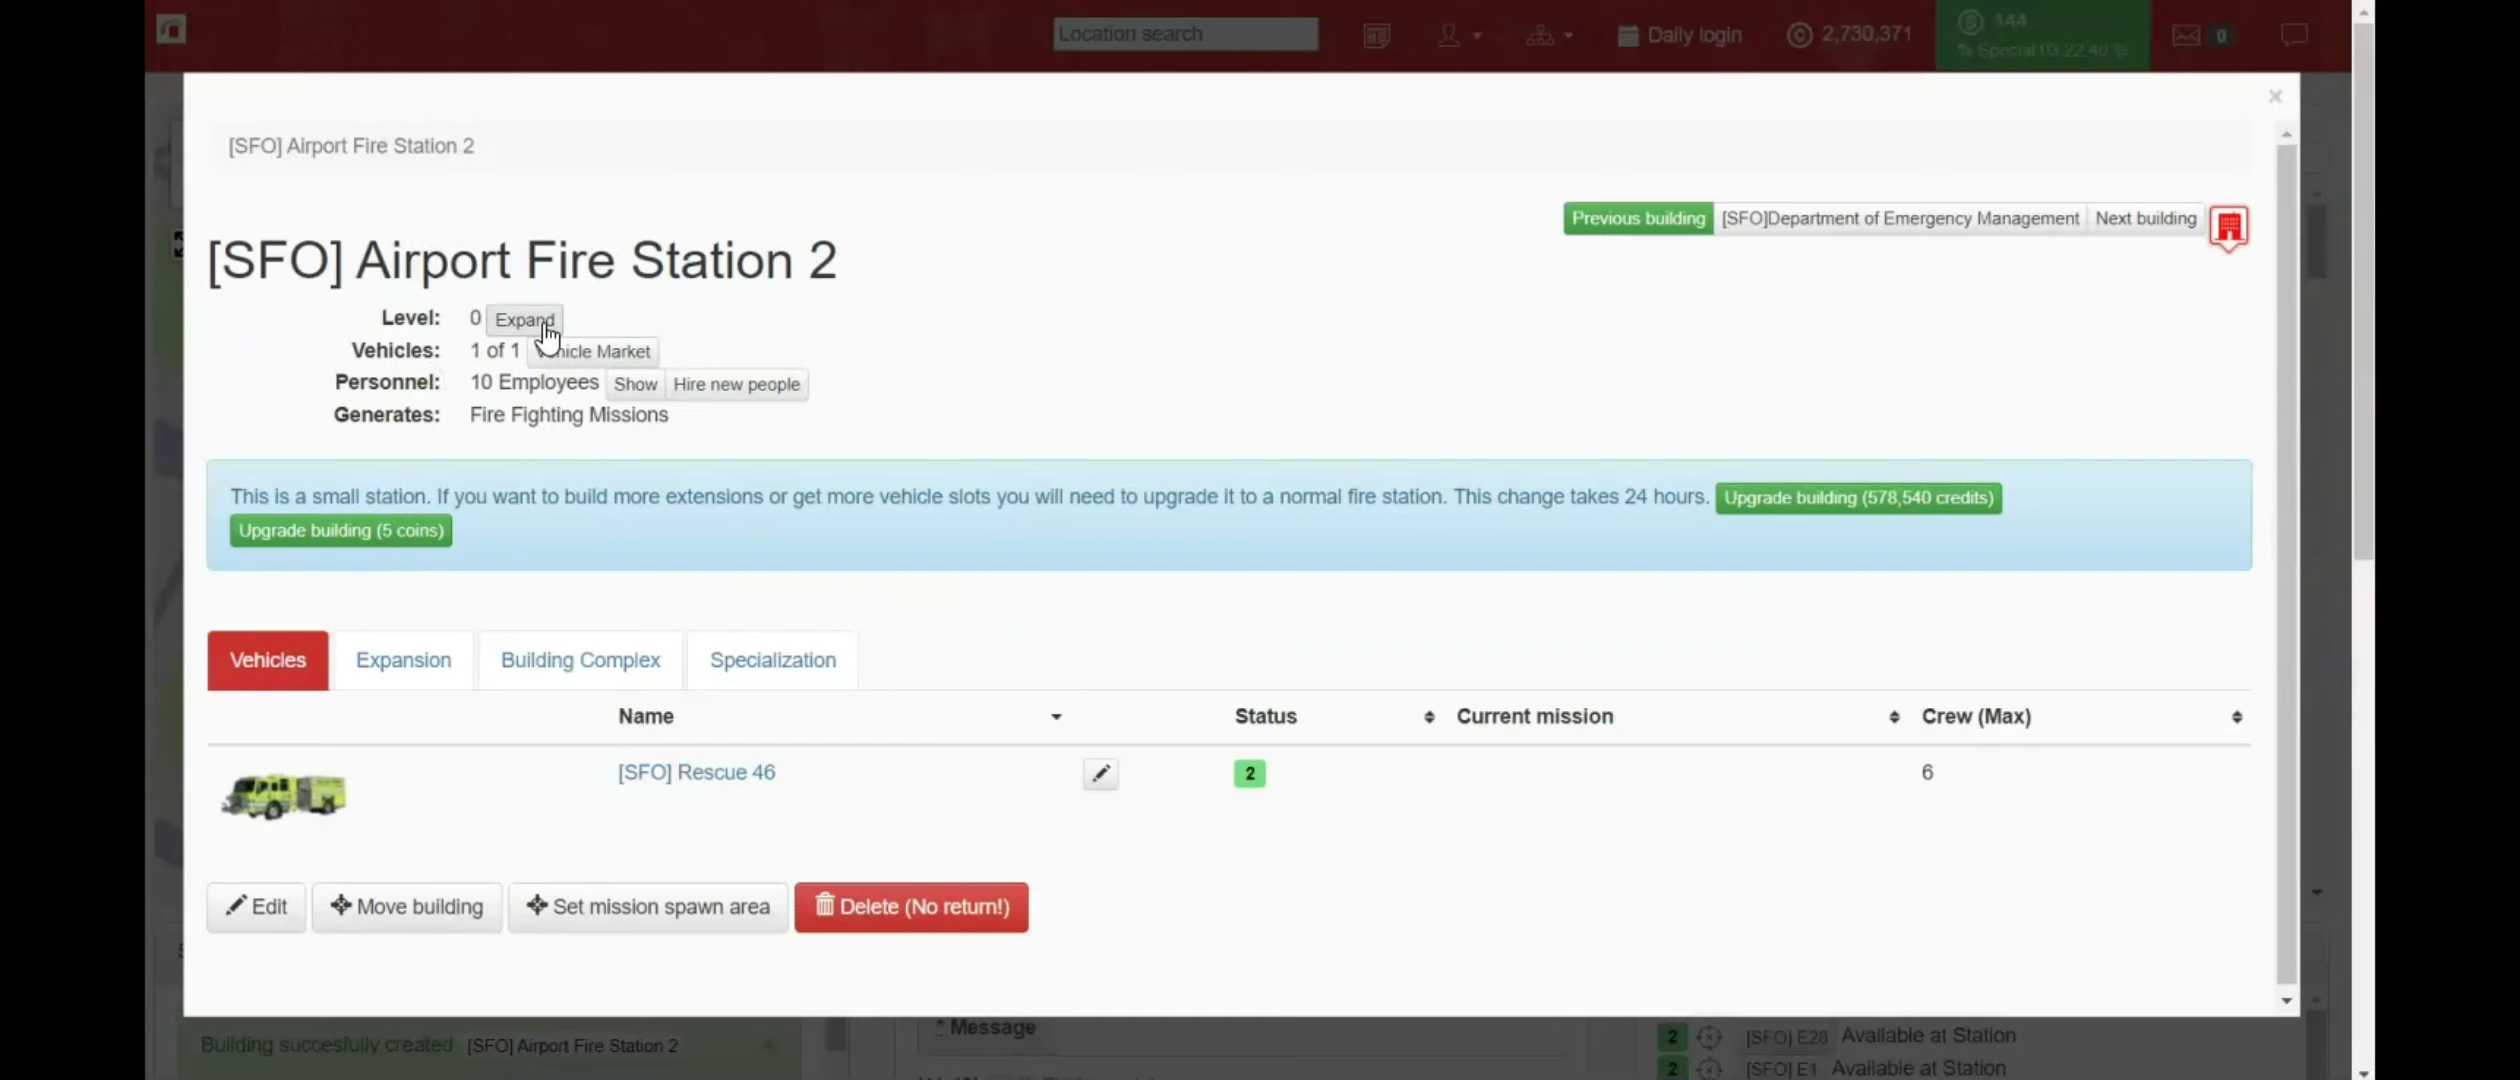 Location search
Daily login
2,730,371
144
% Special 03:22:40 %
0
[SFO] Airport Fire Station 2
Previous building
[SFO]Department of Emergency Management
Next building
[SFO] Airport Fire Station 2
Level: 0 Expand
Vehicles: 1 of 1 Vehicle Market
Personnel: 10 Employees Show Hire new people
Generates: Fire Fighting Missions
This is a small station. If you want to build more extensions or get more vehicle slots you will need to upgrade it to a normal fire station. This change takes 24 hours. Upgrade building (578,540 credits)
Upgrade building (5 coins)
Vehicles Expansion Building Complex Specialization
Name Status Current mission Crew (Max)
[SFO] Rescue 46 2 6
Edit Move building Set mission spawn area Delete (No return!)
* Message
Building succesfully created [SFO] Airport Fire Station 2
2 [SFO] E28 Available at Station
2 [SFO] E1 Available at Station